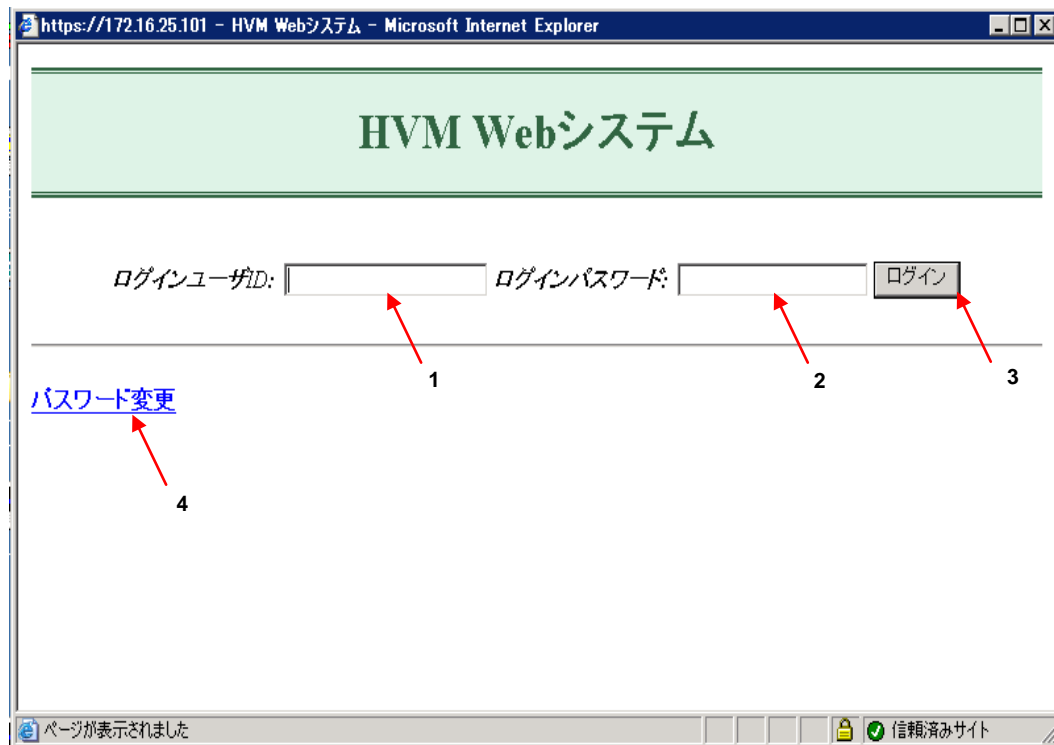 https://172.16.25.101 - HVM Webシステム - Microsoft Internet Explorer
HVM Webシステム
ログインユーザID: ログインパスワード: ログイン
1 2 3
パスワード変更
4
ページが表示されました 信頼済みサイト